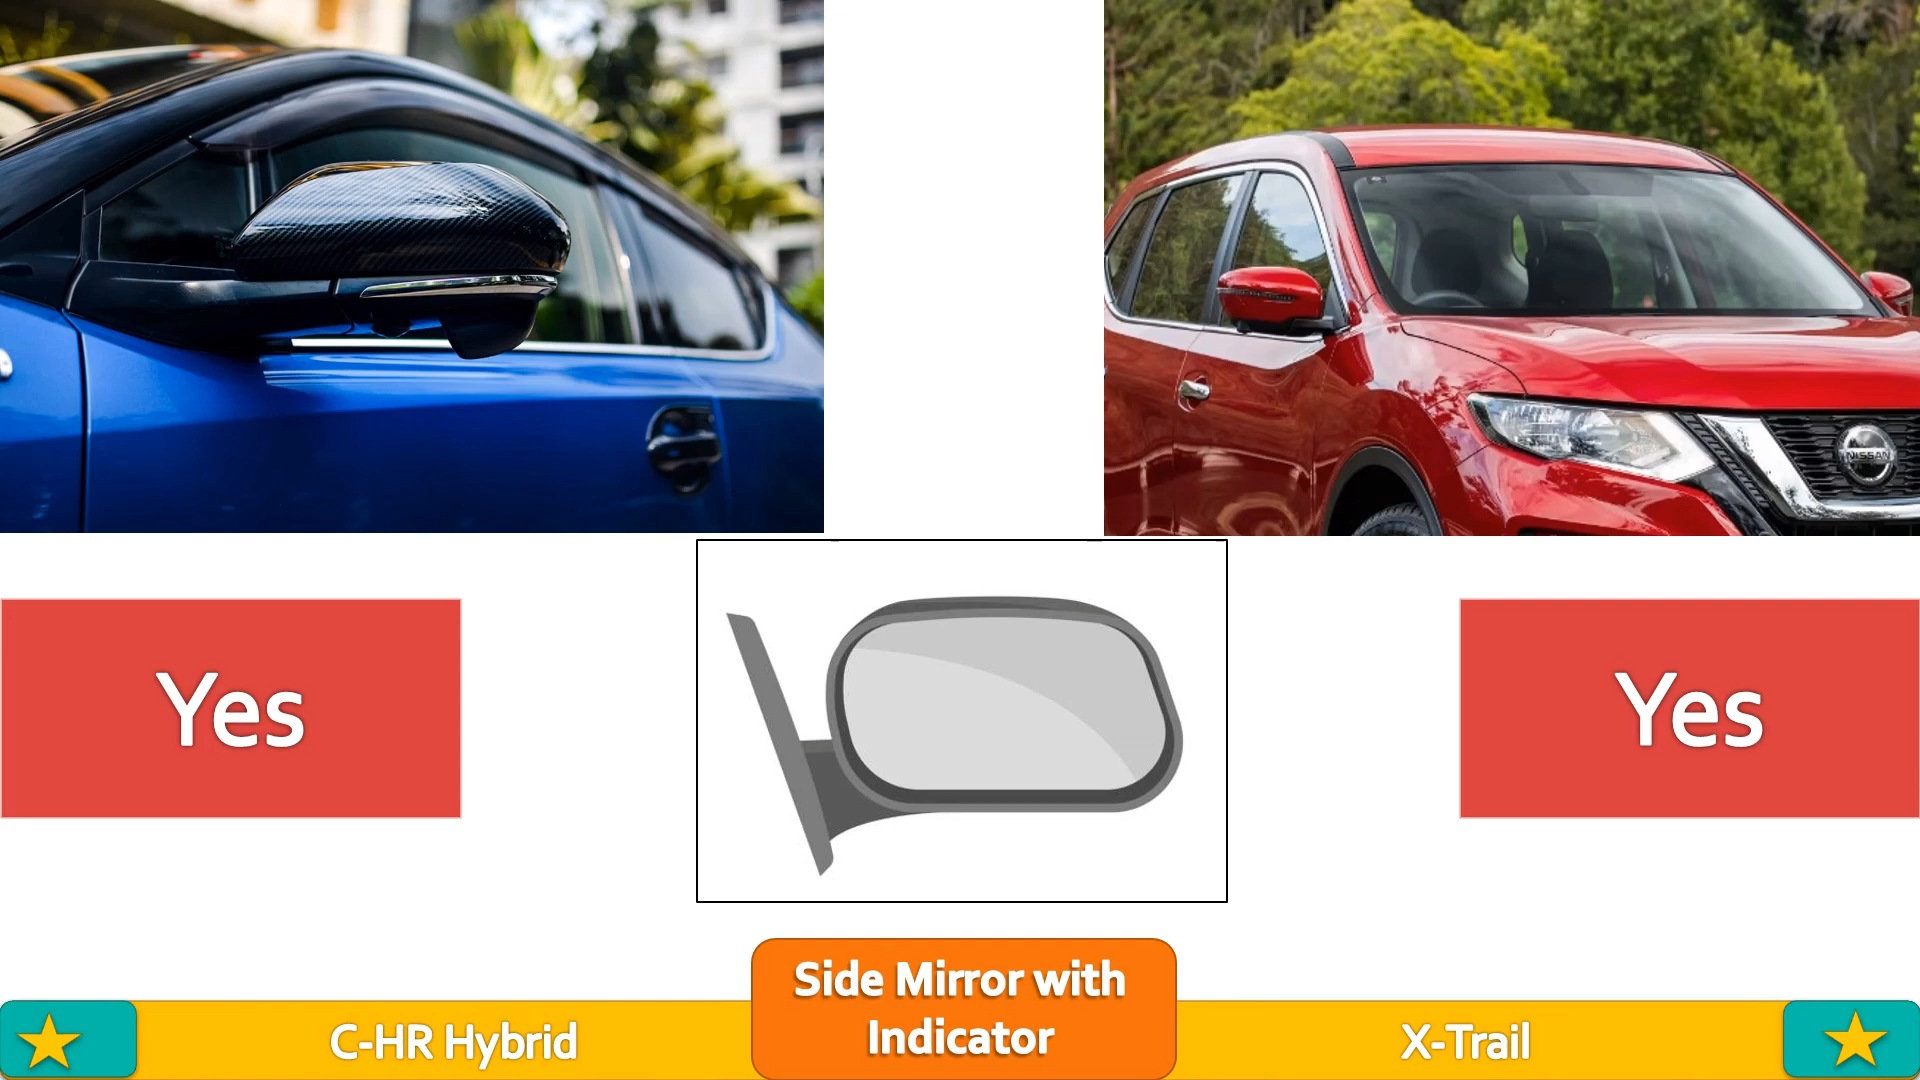 NISSAN
Yes
Yes
Side Mirror with
Indicator
C-HR Hybrid
X-Trail